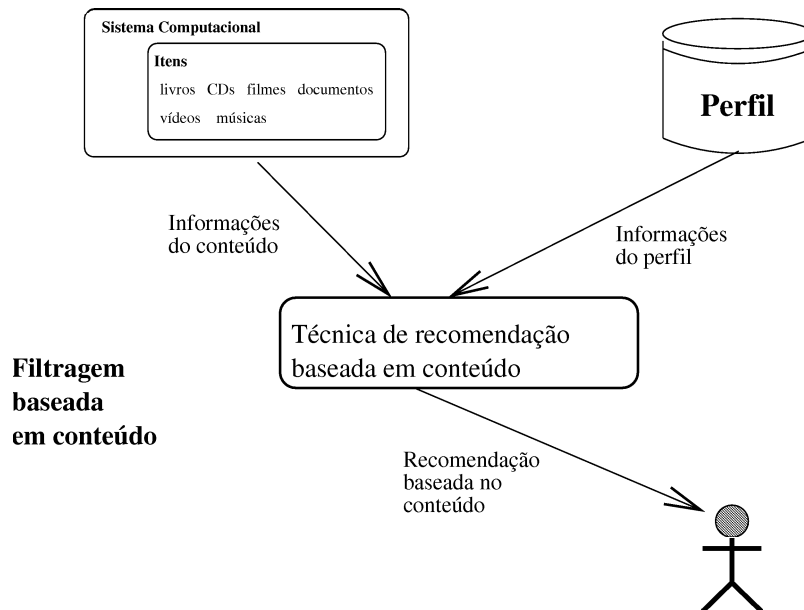 Sistema Computacional
Itens
livros CDs filmes documentos
vídeos músicas
Perfil
Informações
do conteúdo
Informações
do perfil
Técnica de recomendação
baseada em conteúdo
Filtragem
baseada
em conteúdo
Recomendação
baseada no
conteúdo